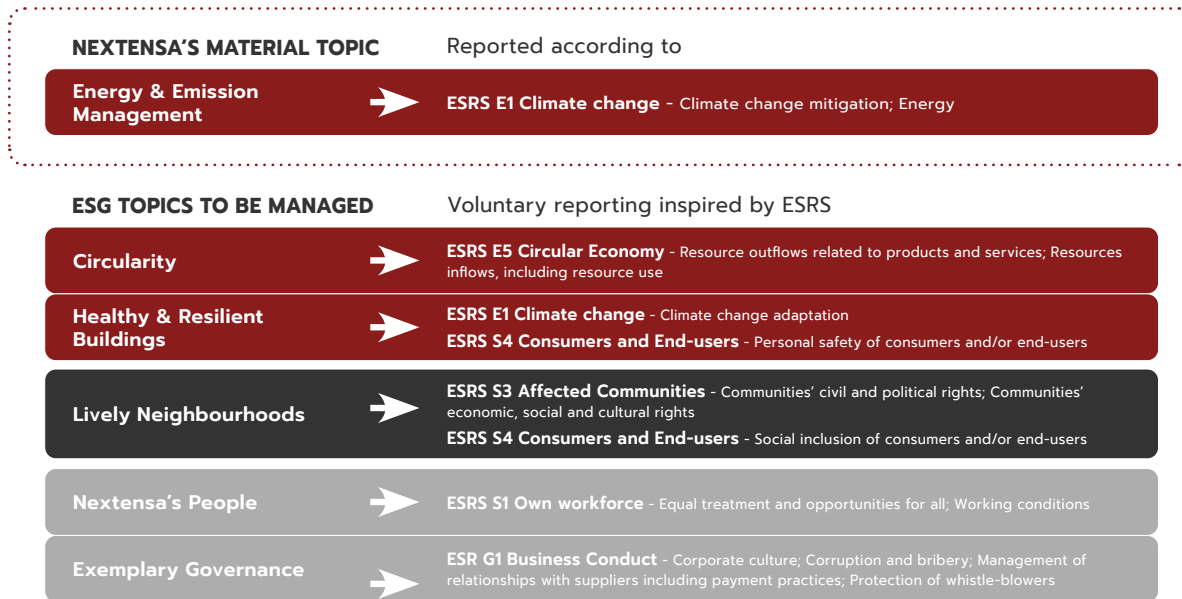 NEXTENSA'S MATERIAL TOPIC
Reported according to
Energy & Emission
Management
ESRS E1 Climate change - Climate change mitigation; Energy
ESG TOPICS TO BE MANAGED
Voluntary reporting inspired by ESRS
Circularity
ESRS E5 Circular Economy - Resource outflows related to products and services; Resources
inflows, including resource use
Healthy & Resilient
Buildings
ESRS E1 Climate change - Climate change adaptation
ESRS S4 Consumers and End-users - Personal safety of consumers and/or end-users
Lively Neighbourhoods
ESRS S3 Affected Communities - Communities' civil and political rights; Communities'
economic, social and cultural rights
ESRS S4 Consumers and End-users - Social inclusion of consumers and/or end-users
Nextensa's People
ESRS S1 Own workforce - Equal treatment and opportunities for all; Working conditions
Exemplary Governance
ESR G1 Business Conduct - Corporate culture; Corruption and bribery; Management of
relationships with suppliers including payment practices; Protection of whistle-blowers